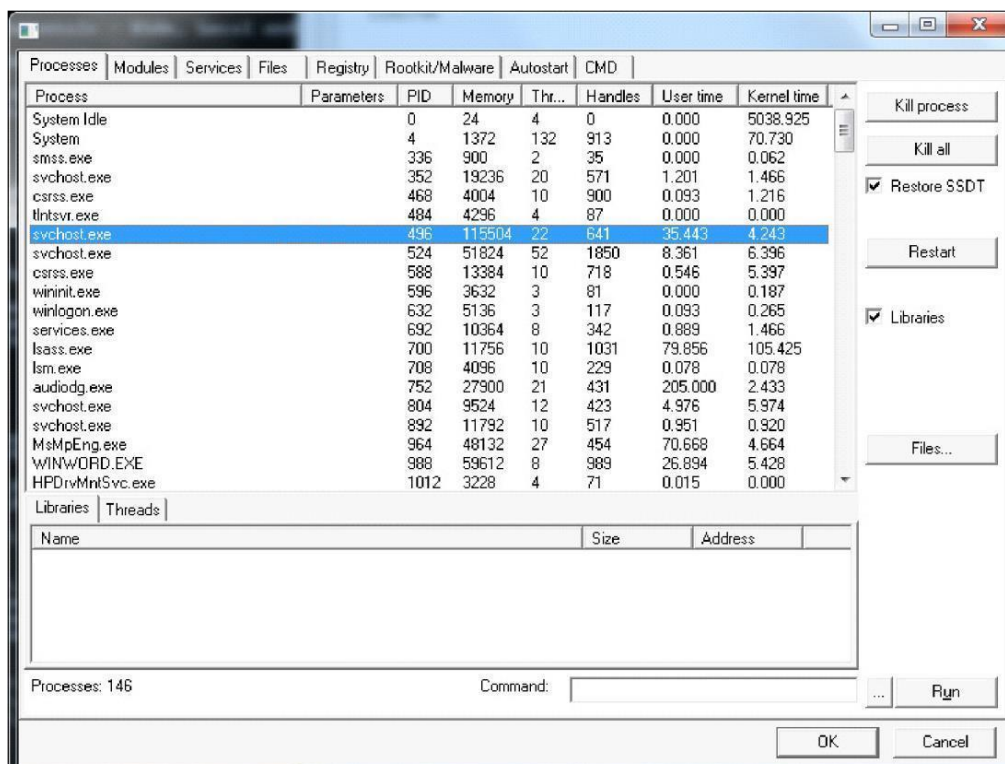 Processes Modules Services Files Registry Rootkit/Malware Autostart CMD
Process Parameters PID Memory Thr... Handles User time Kernel time
System Idle 0 24 4 0 0.000 5038.925
System 4 1372 132 913 0.000 70.730
smss.exe 336 900 2 35 0.000 0.062
svchost.exe 352 19236 20 571 1.201 1.466
csrss.exe 468 4004 10 900 0.093 1.216
tlntsvr.exe 484 4296 4 87 0.000 0.000
svchost.exe 496 115504 22 641 35.443 4.243
svchost.exe 524 51824 52 1850 8.361 6.396
csrss.exe 588 13384 10 718 0.546 5.397
wininit.exe 596 3632 3 81 0.000 0.187
winlogon.exe 632 5136 3 117 0.093 0.265
services.exe 692 10364 8 342 0.889 1.466
lsass.exe 700 11756 10 1031 79.856 105.425
lsm.exe 708 4096 10 229 0.078 0.078
audiodg.exe 752 27900 21 431 205.000 2.433
svchost.exe 804 9524 12 423 4.976 5.974
svchost.exe 892 11792 10 517 0.951 0.920
MsMpEng.exe 964 48132 27 454 70.668 4.664
WINWORD.EXE 988 59612 8 989 26.894 5.428
HPDrvMntSvc.exe 1012 3228 4 71 0.015 0.000
Kill process
Kill all
Restore SSDT
Restart
Libraries
Files...
Libraries Threads
Name Size Address
Processes: 146 Command: ... Run
OK Cancel